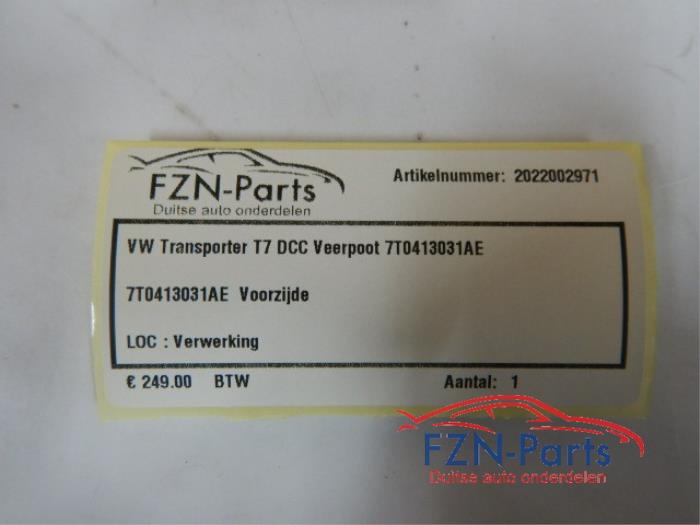 FZN-Parts
Duitse auto onderdelen
Artikelnummer: 2022002971
VW Transporter T7 DCC Veerpoot 7T0413031AE
7T0413031AE Voorzijde
LOC : Verwerking
€ 249.00 BTW Aantal: 1
FZN-Parts
Duitse auto onderdelen